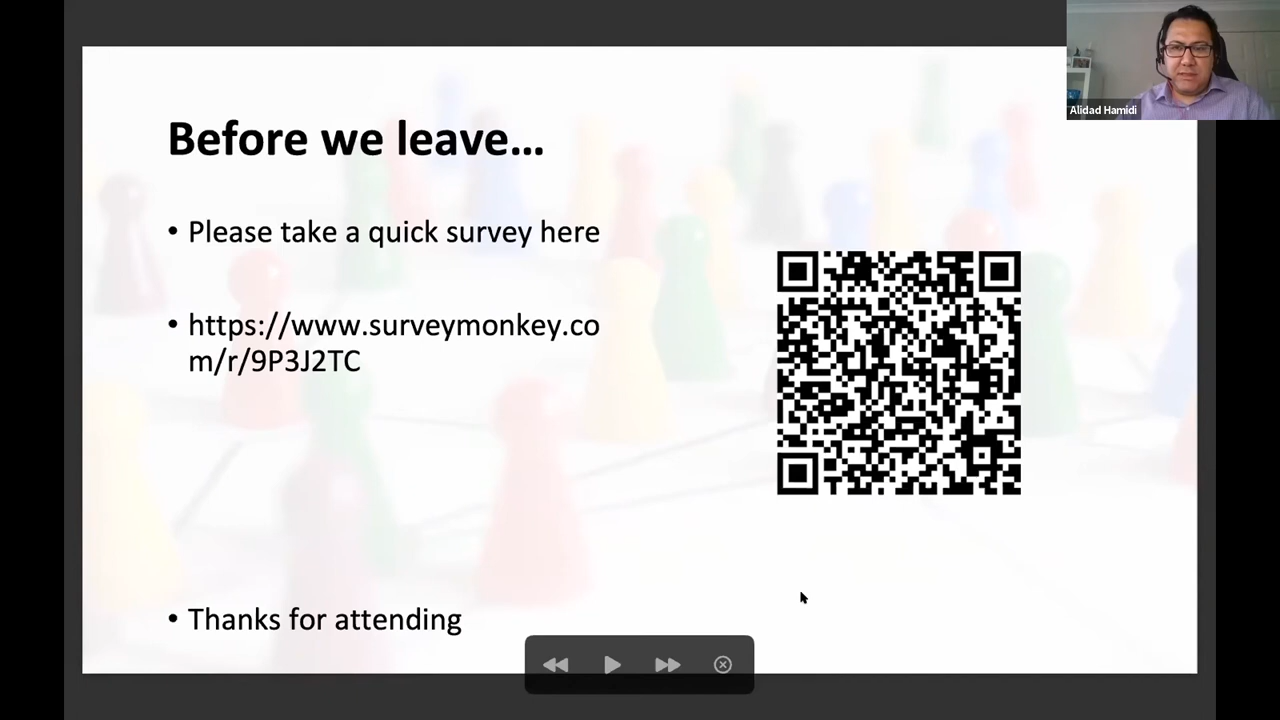 Alidad Hamidi
Before we leave...
• Please take a quick survey here
• https://www.surveymonkey.co
m/r/9P3J2TC
• Thanks for attending